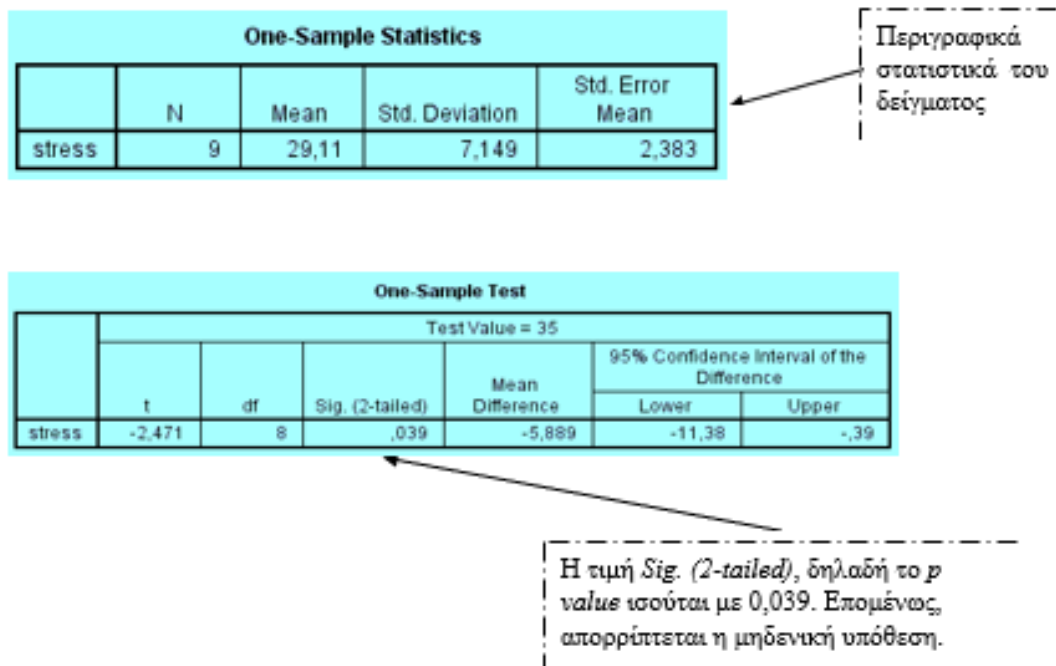 One-Sample Statistics
Περιγραφικά
στατιστικά του
δείγματος
N Mean Std. Deviation Std. Error Mean
stress 9 29,11 7,149 2,383
One-Sample Test
Test Value = 35
t df Sig. (2-tailed) Mean Difference 95% Confidence Interval of the Difference
Lower Upper
stress -2,471 8 ,039 -5,889 -11,38 -,39
Η τιμή Sig. (2-tailed), δηλαδή το p
value ισούται με 0,039. Επομένως,
απορρίπτεται η μηδενική υπόθεση.